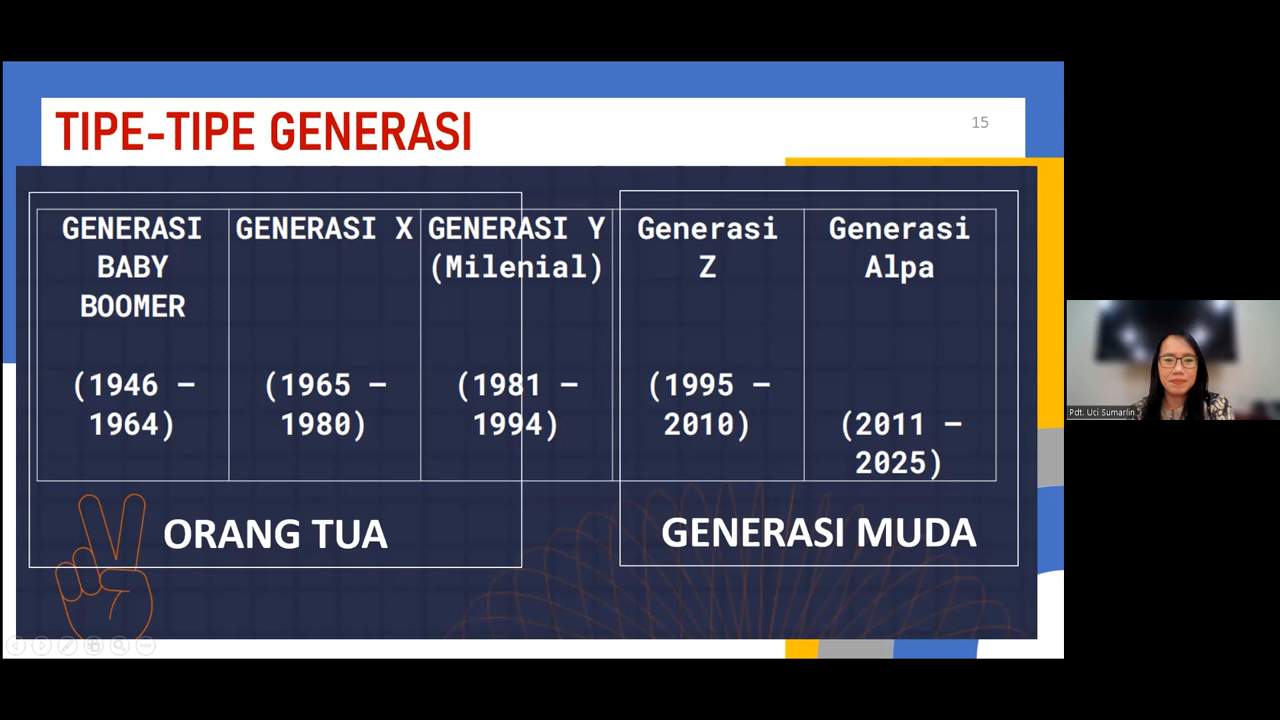 TIPE-TIPE GENERASI
15
GENERASI
BABY
BOOMER
(1946 –
1964)
GENERASI X
(1965 –
1980)
GENERASI Y
(Milenial)
(1981 –
1994)
Generasi
Z
(1995 –
2010)
Generasi
Alpa
(2011 –
2025)
ORANG TUA
GENERASI MUDA
Pdt. Uci Sumarlin